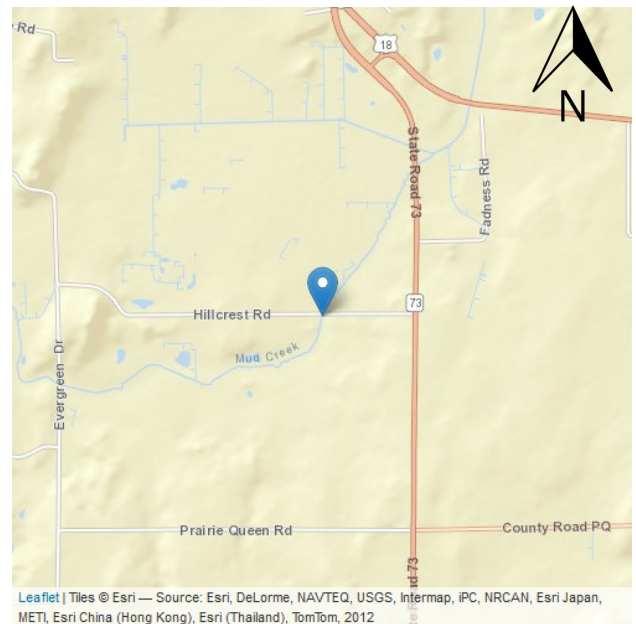 Rd
18
N
State Road 73
Fadness Rd
73
Hillcrest Rd
Mud Creek
Evergreen Dr
Prairie Queen Rd
County Road PQ
Leaflet | Tiles © Esri — Source: Esri, DeLorme, NAVTEQ, USGS, Intermap, iPC, NRCAN, Esri Japan,
METI, Esri China (Hong Kong), Esri (Thailand), TomTom, 2012